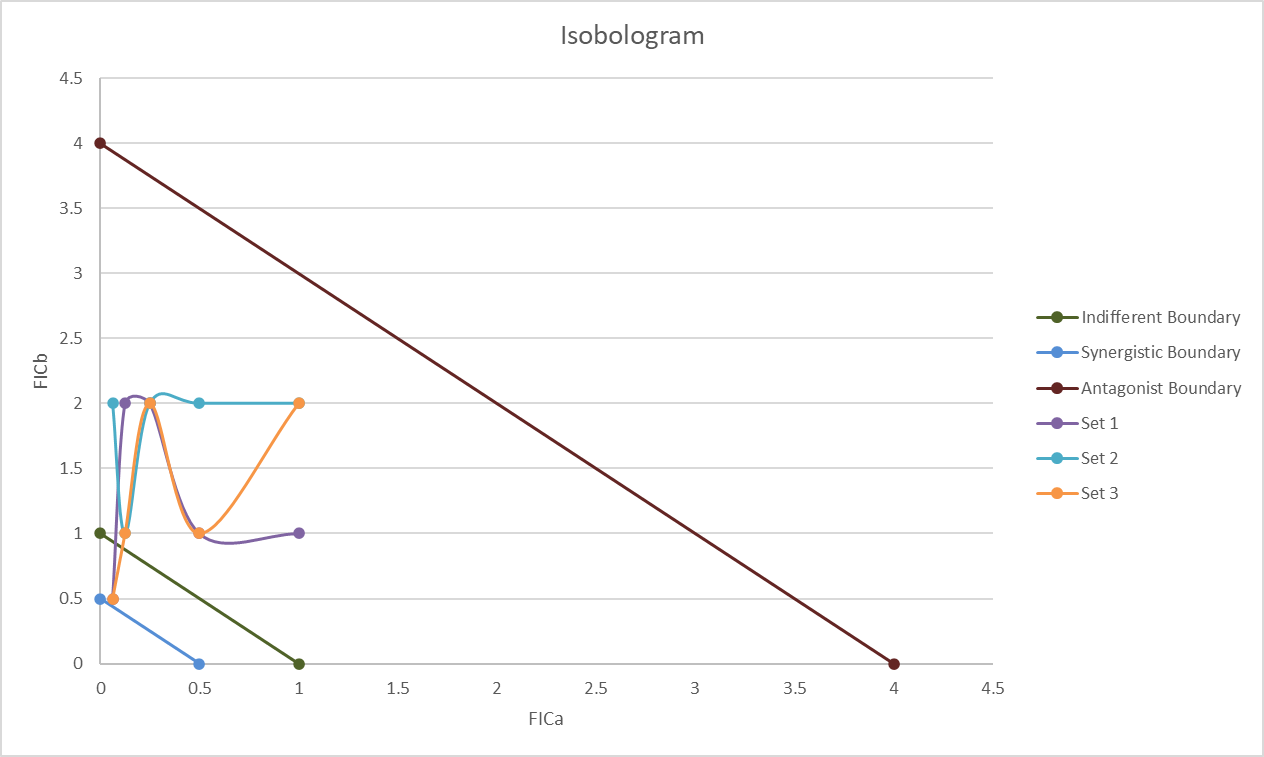 Isobologram
4.5
4
3.5
3
2.5
2
1.5
1
0.5
0
FICb
0 0.5 1 1.5 2 2.5 3 3.5 4 4.5
FICa
Indifferent Boundary
Synergistic Boundary
Antagonist Boundary
Set 1
Set 2
Set 3